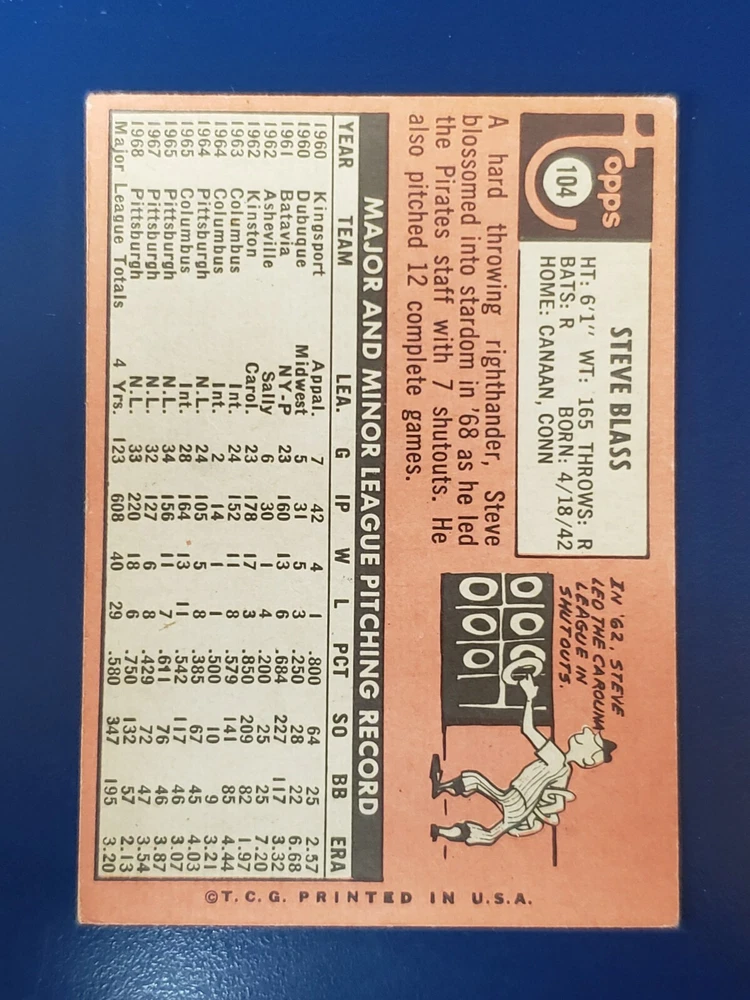 Topps
104
STEVE BLASS
HT: 6'1" WT: 165 THROWS: R
BATS: R BORN: 4/18/42
HOME: CANAAN, CONN
A hard throwing righthander, Steve
blossomed into stardom in '68 as he led
the Pirates staff with 7 shutouts. He
also pitched 12 complete games.
IN '62, STEVE
LED THE CAROLINA
LEAGUE IN
SHUTOUTS.
0 0 0
0 0 0
MAJOR AND MINOR LEAGUE PITCHING RECORD
YEAR TEAM LEA. G IP W L PCT SO BB ERA
1960 Kingsport Appal. 7 42 4 1 .800 64 25 2.57
1960 Dubuque Midwest 5 31 5 3 .250 28 22 6.68
1961 Batavia NY-P 23 160 13 6 .684 227 117 3.32
1962 Asheville Sally 6 30 1 4 .200 25 25 7.20
1962 Kinston Carol. 23 178 17 3 .850 209 82 1.97
1963 Columbus Int. 24 152 11 8 .579 141 85 4.44
1964 Columbus Int. 2 14 1 1 .500 10 9 3.21
1964 Pittsburgh N.L. 24 105 5 8 .385 67 45 4.03
1965 Columbus Int. 28 164 13 11 .542 117 46 3.07
1965 Pittsburgh N.L. 34 156 11 7 .611 76 46 3.87
1967 Pittsburgh N.L. 32 127 6 8 .429 72 47 3.54
1968 Pittsburgh N.L. 33 220 18 6 .750 132 57 2.13
Major League Totals 4 Yrs. 123 608 40 29 .580 347 195 3.20
©T.C.G. PRINTED IN U.S.A.